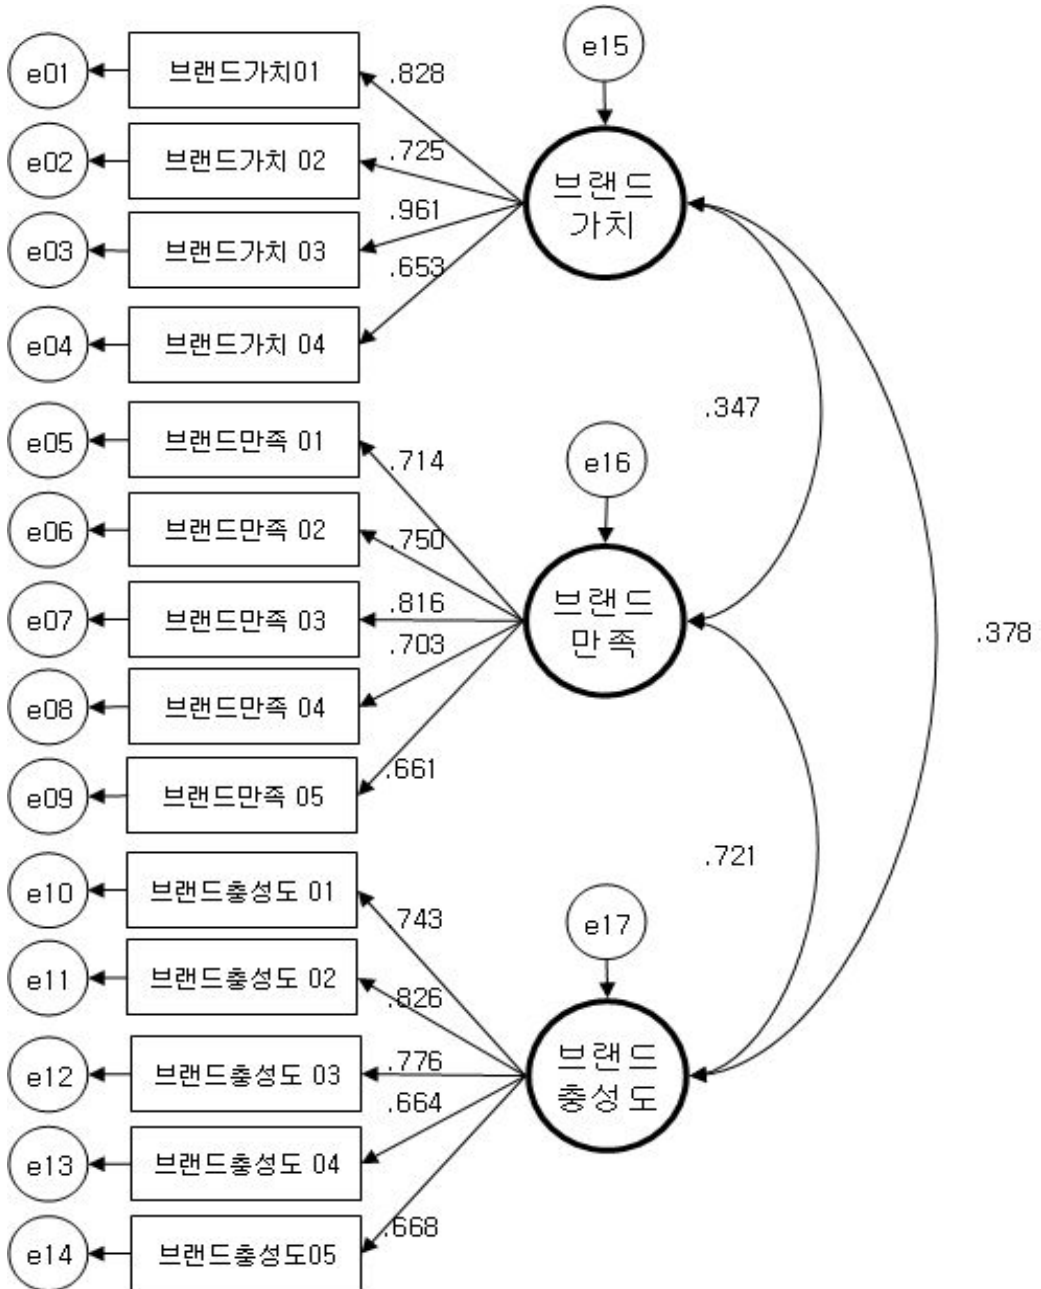 e15
e01
브랜드가치01
.828
e02
브랜드가치 02
.725
브랜드
가치
e03
브랜드가치 03
.961
.653
e04
브랜드가치 04
.347
e05
브랜드만족 01
.714
e16
e06
브랜드만족 02
.750
e07
브랜드만족 03
.816
브랜드
만족
.703
.378
e08
브랜드만족 04
.661
e09
브랜드만족 05
.721
e10
브랜드충성도 01
.743
e17
e11
브랜드충성도 02
.826
e12
브랜드충성도 03
.776
브랜드
충성도
.664
e13
브랜드충성도 04
.668
e14
브랜드충성도05